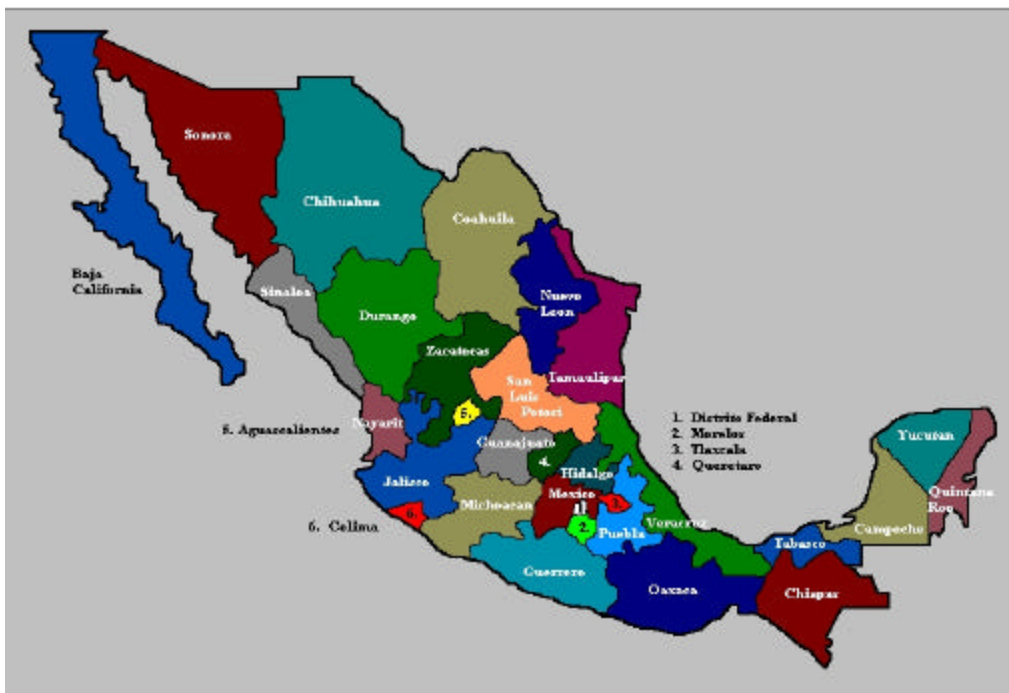 Sonora
Chihuahua
Coahuila
Baja
California
Sinaloa
Nuevo
Leon
Durango
Zacatecas
San
Luis
Potosi
Tamaulipas
5.
Nayarit
5. Aguascalientes
Guanajuato
1. Distrito Federal
2. Morelos
3. Tlaxcala
4. Queretaro
Yucatan
4.
Hidalgo
Jalisco
Mexico
Michoacan
Quintana
Roo
6.
3.
6. Colima
1
2.
Puebla
Veracruz
Campeche
Tabasco
Guerrero
Oaxaca
Chispas